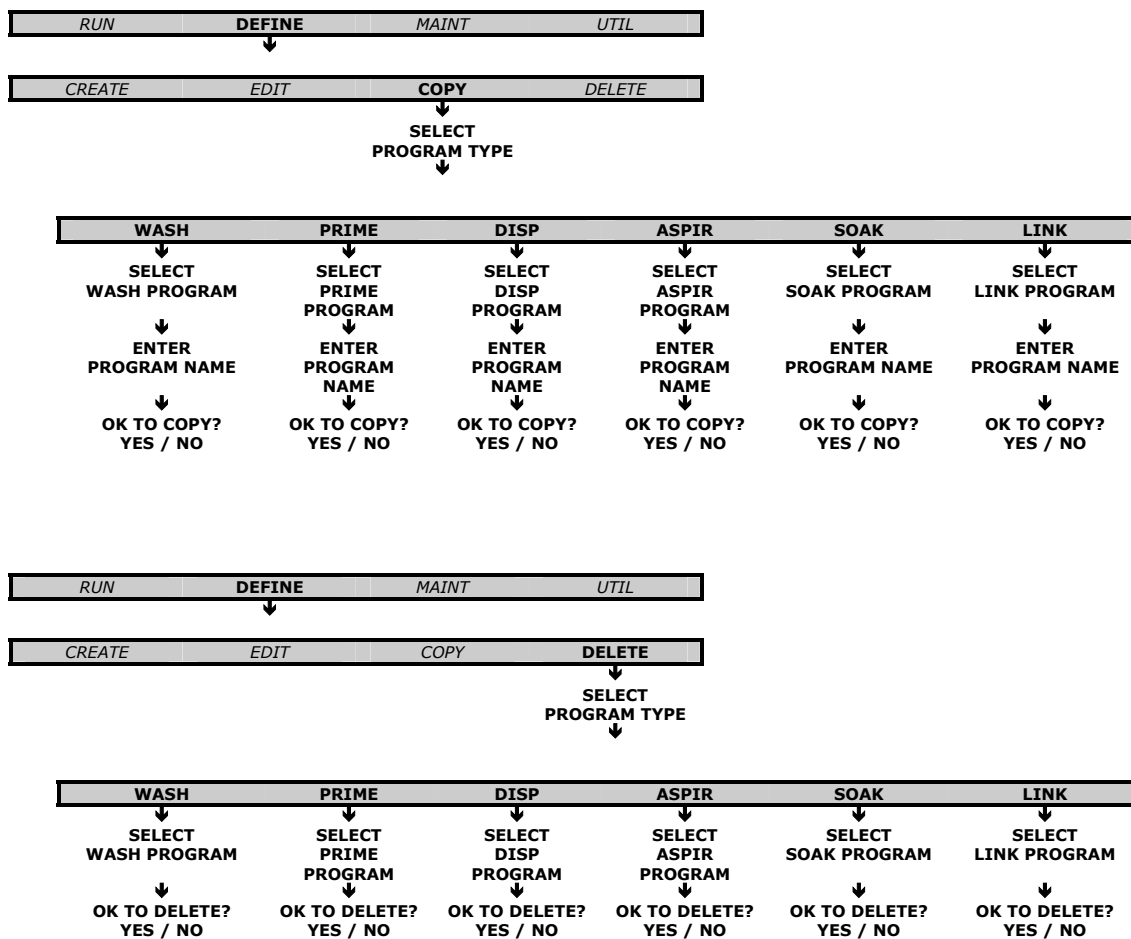 RUN DEFINE MAINT UTIL
CREATE EDIT COPY DELETE
SELECT
PROGRAM TYPE
WASH PRIME DISP ASPIR SOAK LINK
SELECT SELECT SELECT SELECT SELECT SELECT
WASH PROGRAM PRIME DISP ASPIR SOAK PROGRAM LINK PROGRAM
PROGRAM PROGRAM PROGRAM
ENTER ENTER ENTER ENTER ENTER ENTER
PROGRAM NAME PROGRAM PROGRAM PROGRAM PROGRAM NAME PROGRAM NAME
NAME NAME NAME
OK TO COPY? OK TO COPY? OK TO COPY? OK TO COPY? OK TO COPY? OK TO COPY?
YES / NO YES / NO YES / NO YES / NO YES / NO YES / NO
RUN DEFINE MAINT UTIL
CREATE EDIT COPY DELETE
SELECT
PROGRAM TYPE
WASH PRIME DISP ASPIR SOAK LINK
SELECT SELECT SELECT SELECT SELECT SELECT
WASH PROGRAM PRIME DISP ASPIR SOAK PROGRAM LINK PROGRAM
PROGRAM PROGRAM PROGRAM
OK TO DELETE? OK TO DELETE? OK TO DELETE? OK TO DELETE? OK TO DELETE? OK TO DELETE?
YES / NO YES / NO YES / NO YES / NO YES / NO YES / NO